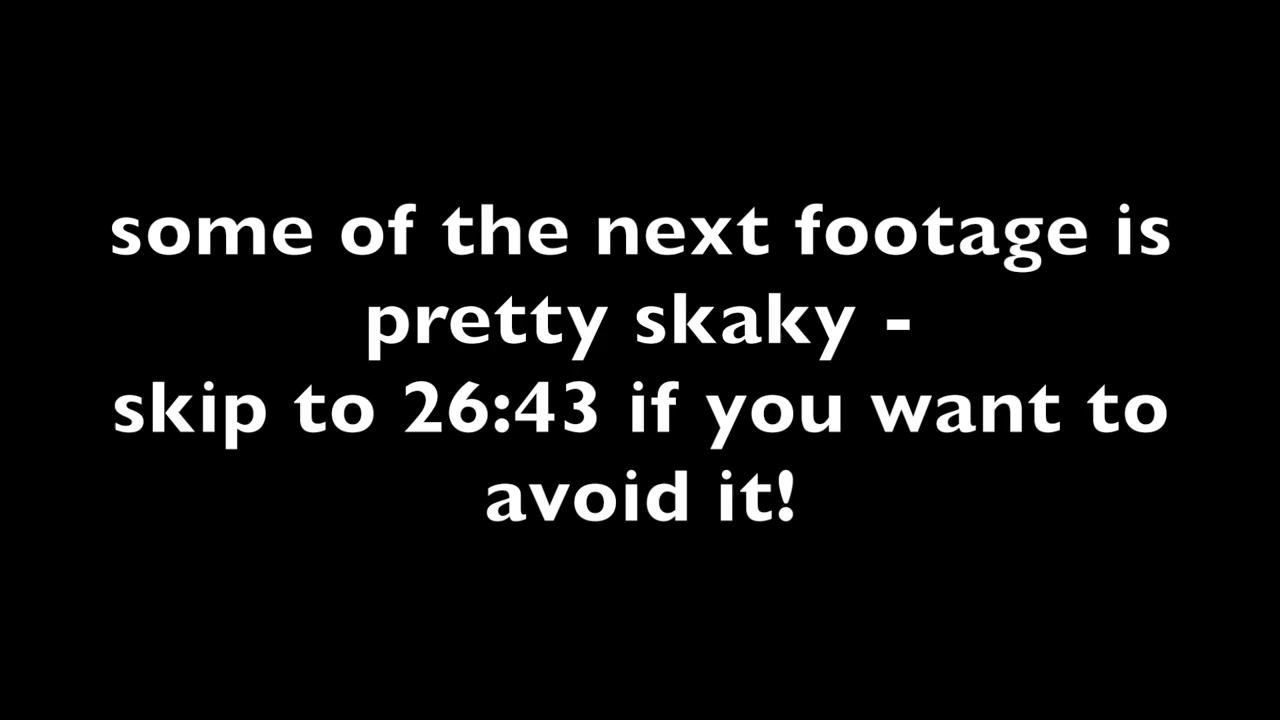 some of the next footage is
pretty skaky -
skip to 26:43 if you want to
avoid it!